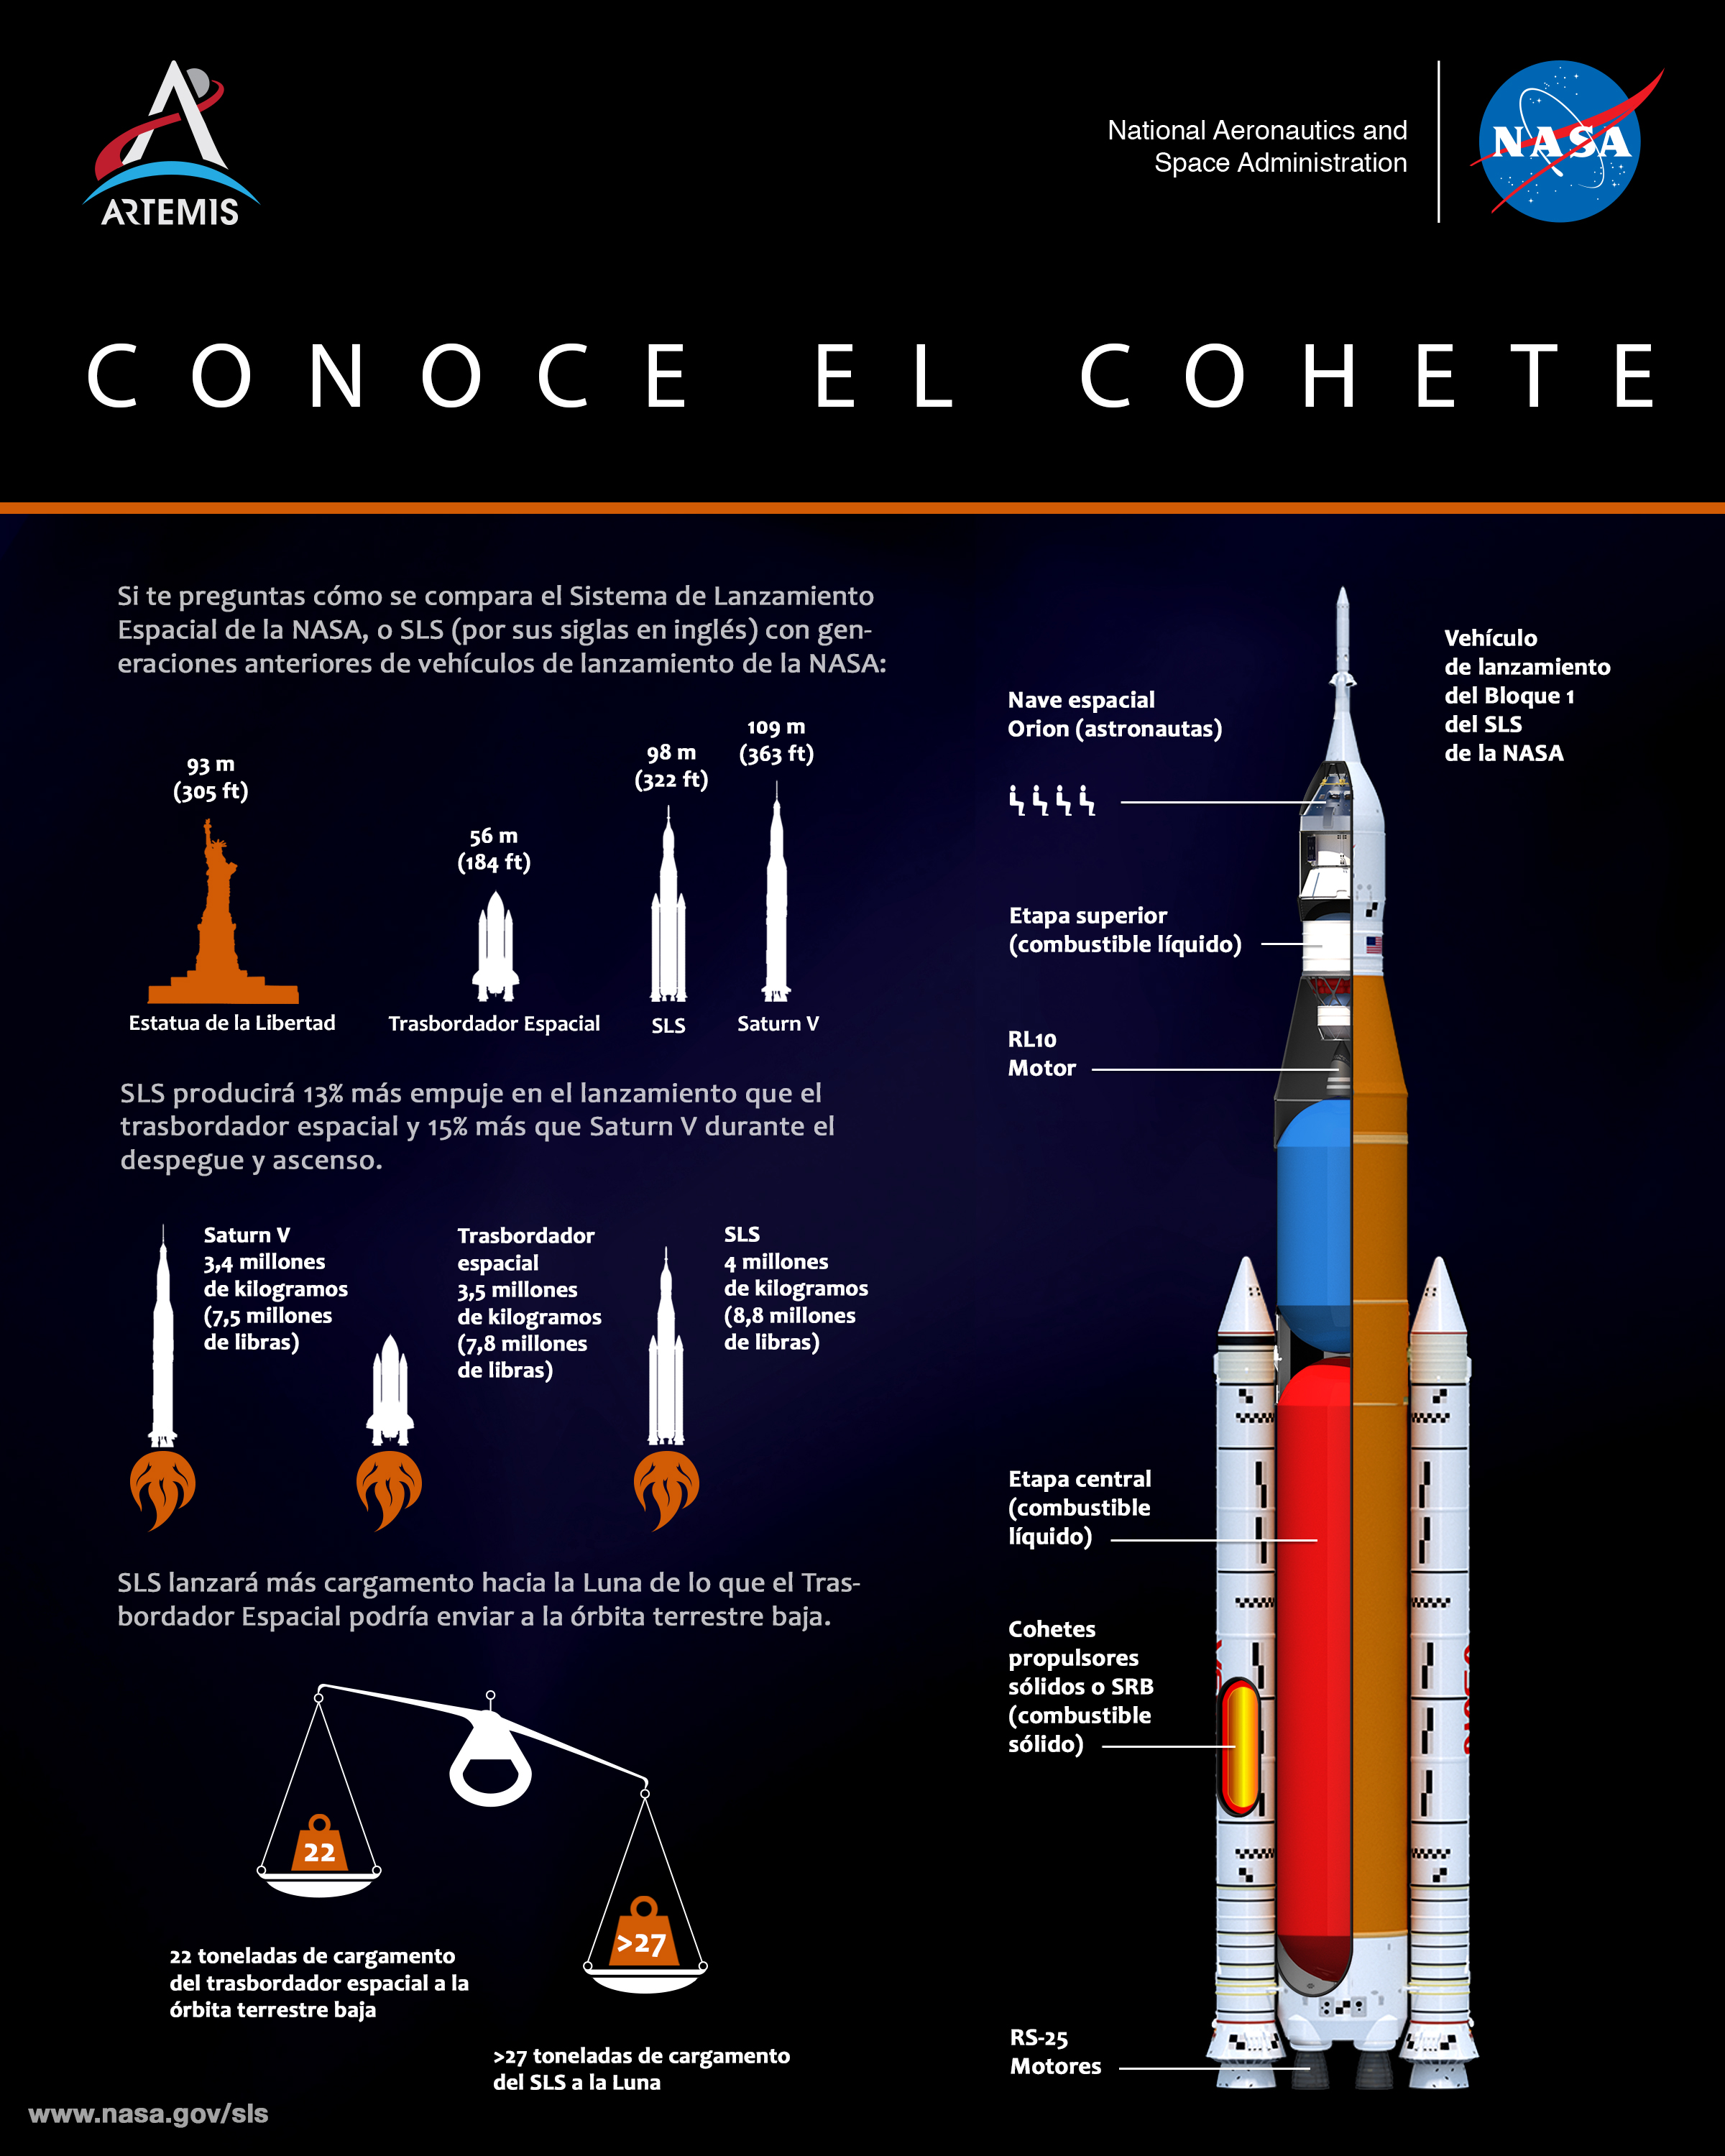 ARTEMIS
National Aeronautics and
Space Administration
NASA
CONOCE EL COHETE
Si te preguntas cómo se compara el Sistema de Lanzamiento
Espacial de la NASA, o SLS (por sus siglas en inglés) con gen-
eraciones anteriores de vehículos de lanzamiento de la NASA:
93 m
(305 ft)
Estatua de la Libertad
56 m
(184 ft)
Trasbordador Espacial
98 m
(322 ft)
SLS
109 m
(363 ft)
Saturn V
SLS producirá 13% más empuje en el lanzamiento que el
trasbordador espacial y 15% más que Saturn V durante el
despegue y ascenso.
Saturn V
3,4 millones
de kilogramos
(7,5 millones
de libras)
Trasbordador
espacial
3,5 millones
de kilogramos
(7,8 millones
de libras)
SLS
4 millones
de kilogramos
(8,8 millones
de libras)
SLS lanzará más cargamento hacia la Luna de lo que el Tras-
bordador Espacial podría enviar a la órbita terrestre baja.
22
>27
22 toneladas de cargamento
del trasbordador espacial a la
órbita terrestre baja
>27 toneladas de cargamento
del SLS a la Luna
www.nasa.gov/sls
Vehículo
de lanzamiento
del Bloque 1
del SLS
de la NASA
Nave espacial
Orion (astronautas)
Etapa superior
(combustible líquido)
RL10
Motor
Etapa central
(combustible
líquido)
Cohetes
propulsores
sólidos o SRB
(combustible
sólido)
RS-25
Motores